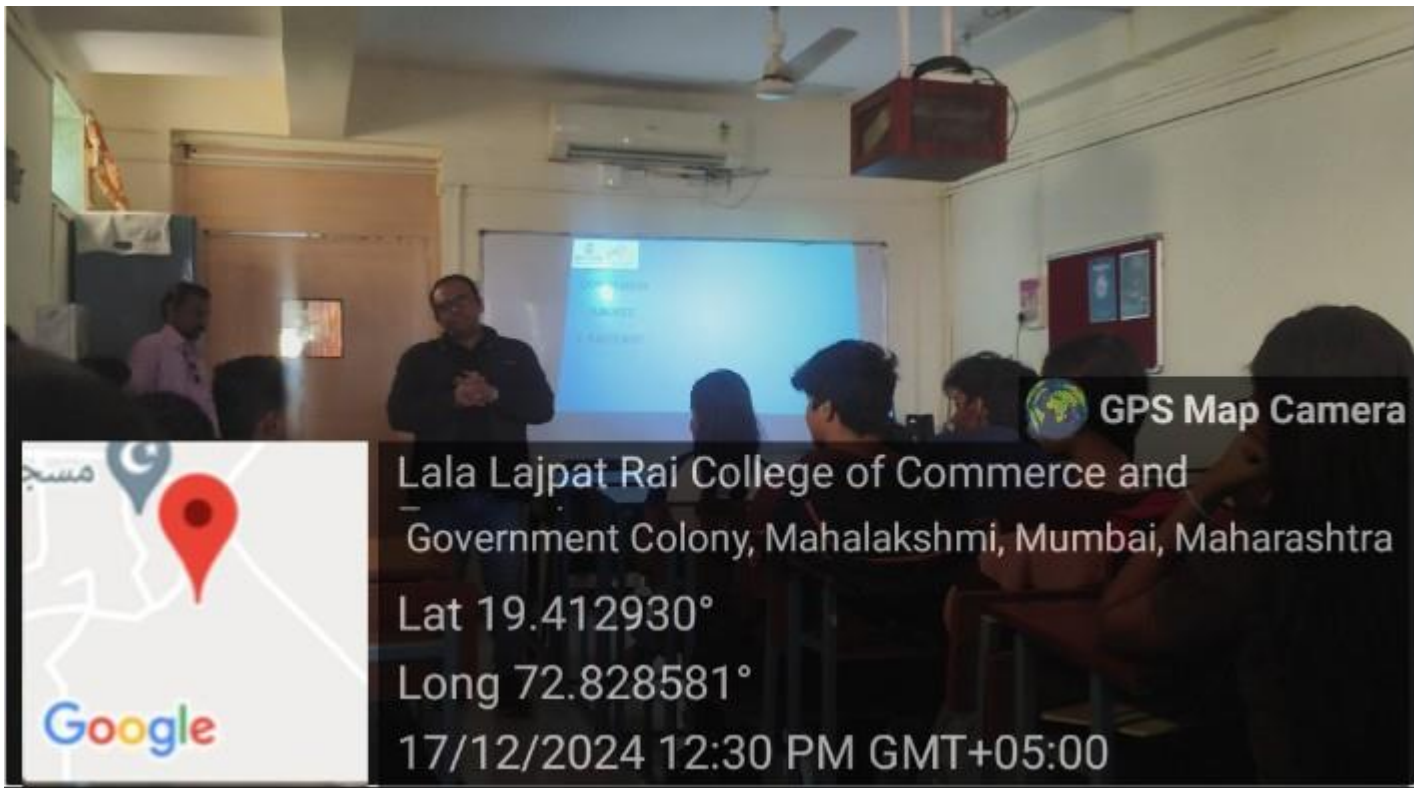 GPS Map Camera
مسجد
Lala Lajpat Rai College of Commerce and
Government Colony, Mahalakshmi, Mumbai, Maharashtra
Lat 19.412930°
Long 72.828581°
17/12/2024 12:30 PM GMT+05:00
Google